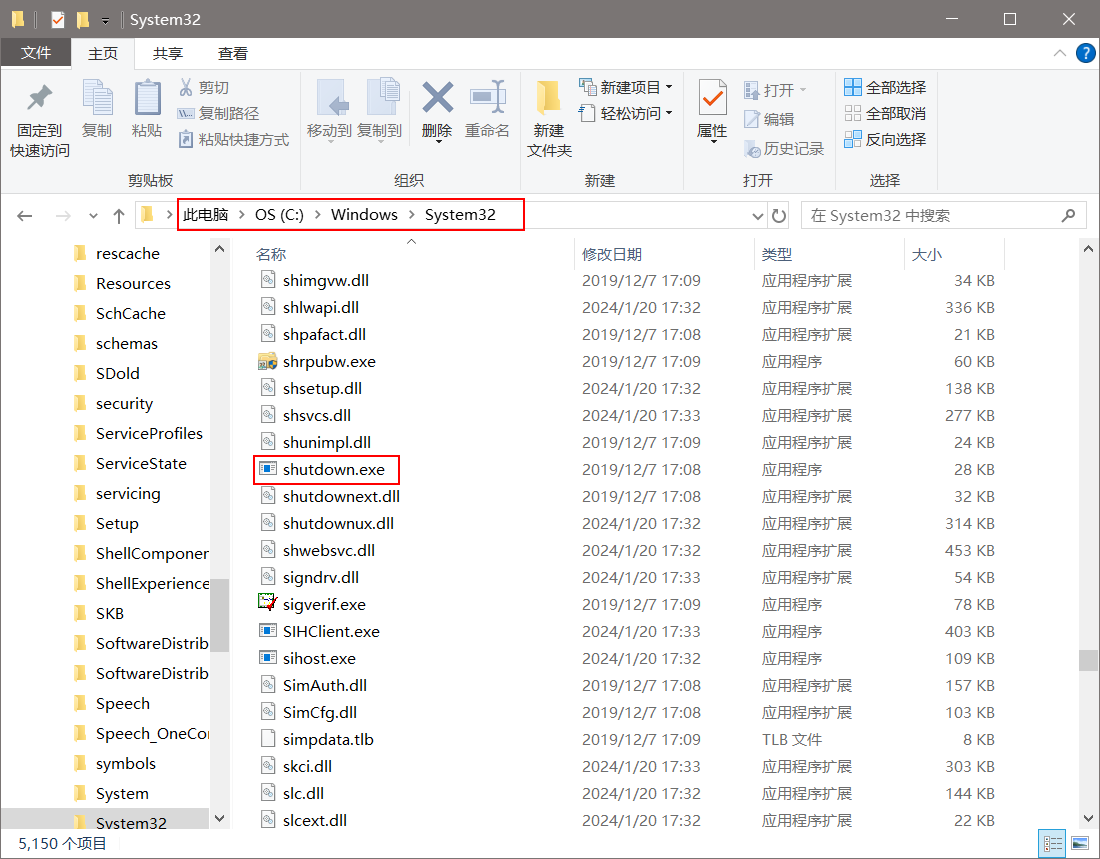 System32
文件 主页 共享 查看
固定到
快速访问
复制
粘贴
剪切
复制路径
粘贴快捷方式
剪贴板
移动到
复制到
删除
重命名
组织
新建
文件夹
新建项目
轻松访问
新建
属性
打开
编辑
历史记录
打开
全部选择
全部取消
反向选择
选择
此电脑 > OS (C:) > Windows > System32
在 System32 中搜索
rescache
Resources
SchCache
schemas
SDold
security
ServiceProfiles
ServiceState
servicing
Setup
ShellComponen
ShellExperience
SKB
SoftwareDistrib
SoftwareDistrib
Speech
Speech_OneCo
symbols
System
System32
名称 修改日期 类型 大小
shimgvw.dll 2019/12/7 17:09 应用程序扩展 34 KB
shlwapi.dll 2024/1/20 17:32 应用程序扩展 336 KB
shpafact.dll 2019/12/7 17:08 应用程序扩展 21 KB
shrpubw.exe 2019/12/7 17:09 应用程序 60 KB
shsetup.dll 2024/1/20 17:32 应用程序扩展 138 KB
shsvcs.dll 2024/1/20 17:33 应用程序扩展 277 KB
shunimpl.dll 2019/12/7 17:09 应用程序扩展 24 KB
shutdown.exe 2019/12/7 17:08 应用程序 28 KB
shutdownext.dll 2019/12/7 17:08 应用程序扩展 32 KB
shutdownux.dll 2024/1/20 17:32 应用程序扩展 314 KB
shwebsvc.dll 2024/1/20 17:32 应用程序扩展 453 KB
signdrv.dll 2024/1/20 17:33 应用程序扩展 54 KB
sigverif.exe 2019/12/7 17:09 应用程序 78 KB
SIHClient.exe 2024/1/20 17:33 应用程序 403 KB
sihost.exe 2024/1/20 17:32 应用程序 109 KB
SimAuth.dll 2019/12/7 17:08 应用程序扩展 157 KB
SimCfg.dll 2019/12/7 17:08 应用程序扩展 103 KB
simpdata.tlb 2019/12/7 17:09 TLB 文件 8 KB
skci.dll 2024/1/20 17:33 应用程序扩展 303 KB
slc.dll 2024/1/20 17:32 应用程序扩展 144 KB
slcext.dll 2024/1/20 17:32 应用程序扩展 22 KB
5,150 个项目